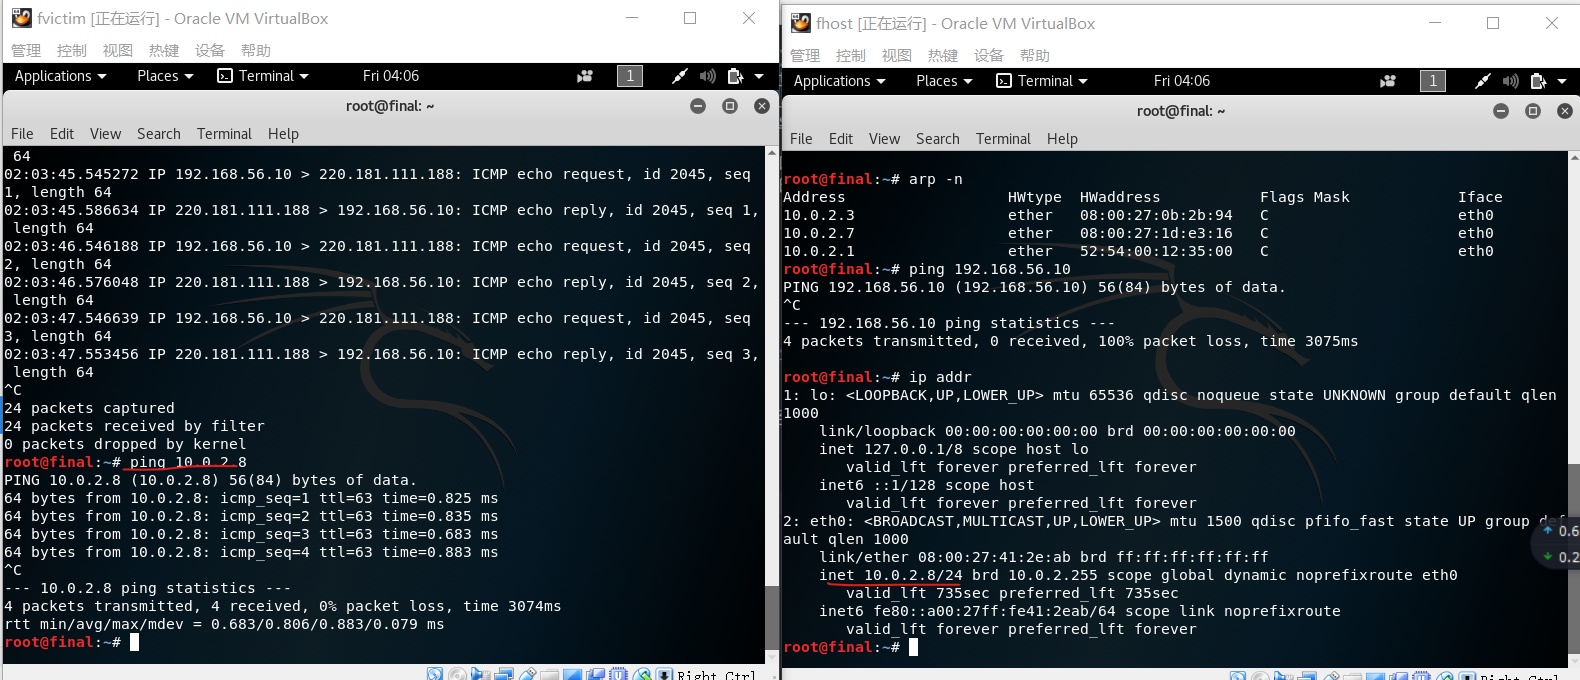 fvictim [正在运行] - Oracle VM VirtualBox
管理 控制 视图 热键 设备 帮助
Applications Places Terminal Fri 04:06 1
root@final: ~
File Edit View Search Terminal Help
64
02:03:45.545272 IP 192.168.56.10 > 220.181.111.188: ICMP echo request, id 2045, seq
1, length 64
02:03:45.586634 IP 220.181.111.188 > 192.168.56.10: ICMP echo reply, id 2045, seq 1,
length 64
02:03:46.546188 IP 192.168.56.10 > 220.181.111.188: ICMP echo request, id 2045, seq
2, length 64
02:03:46.576048 IP 220.181.111.188 > 192.168.56.10: ICMP echo reply, id 2045, seq 2,
length 64
02:03:47.546639 IP 192.168.56.10 > 220.181.111.188: ICMP echo request, id 2045, seq
3, length 64
02:03:47.553456 IP 220.181.111.188 > 192.168.56.10: ICMP echo reply, id 2045, seq 3,
length 64
^C
24 packets captured
24 packets received by filter
0 packets dropped by kernel
root@final:~# ping 10.0.2.8
PING 10.0.2.8 (10.0.2.8) 56(84) bytes of data.
64 bytes from 10.0.2.8: icmp_seq=1 ttl=63 time=0.825 ms
64 bytes from 10.0.2.8: icmp_seq=2 ttl=63 time=0.835 ms
64 bytes from 10.0.2.8: icmp_seq=3 ttl=63 time=0.683 ms
64 bytes from 10.0.2.8: icmp_seq=4 ttl=63 time=0.883 ms
^C
--- 10.0.2.8 ping statistics ---
4 packets transmitted, 4 received, 0% packet loss, time 3074ms
rtt min/avg/max/mdev = 0.683/0.806/0.883/0.079 ms
root@final:~#
Right Ctrl
fhost [正在运行] - Oracle VM VirtualBox
管理 控制 视图 热键 设备 帮助
Applications Places Terminal Fri 04:06 1
root@final: ~
File Edit View Search Terminal Help
root@final:~# arp -n
Address HWtype HWaddress Flags Mask Iface
10.0.2.3 ether 08:00:27:0b:2b:94 C eth0
10.0.2.7 ether 08:00:27:1d:e3:16 C eth0
10.0.2.1 ether 52:54:00:12:35:00 C eth0
root@final:~# ping 192.168.56.10
PING 192.168.56.10 (192.168.56.10) 56(84) bytes of data.
^C
--- 192.168.56.10 ping statistics ---
4 packets transmitted, 0 received, 100% packet loss, time 3075ms
root@final:~# ip addr
1: lo: <LOOPBACK,UP,LOWER_UP> mtu 65536 qdisc noqueue state UNKNOWN group default qlen
1000
link/loopback 00:00:00:00:00:00 brd 00:00:00:00:00:00
inet 127.0.0.1/8 scope host lo
valid_lft forever preferred_lft forever
inet6 ::1/128 scope host
valid_lft forever preferred_lft forever
2: eth0: <BROADCAST,MULTICAST,UP,LOWER_UP> mtu 1500 qdisc pfifo_fast state UP group def
ault qlen 1000
link/ether 08:00:27:41:2e:ab brd ff:ff:ff:ff:ff:ff
inet 10.0.2.8/24 brd 10.0.2.255 scope global dynamic noprefixroute eth0
valid_lft 735sec preferred_lft 735sec
inet6 fe80::a00:27ff:fe41:2eab/64 scope link noprefixroute
valid_lft forever preferred_lft forever
root@final:~#
0.6
0.2